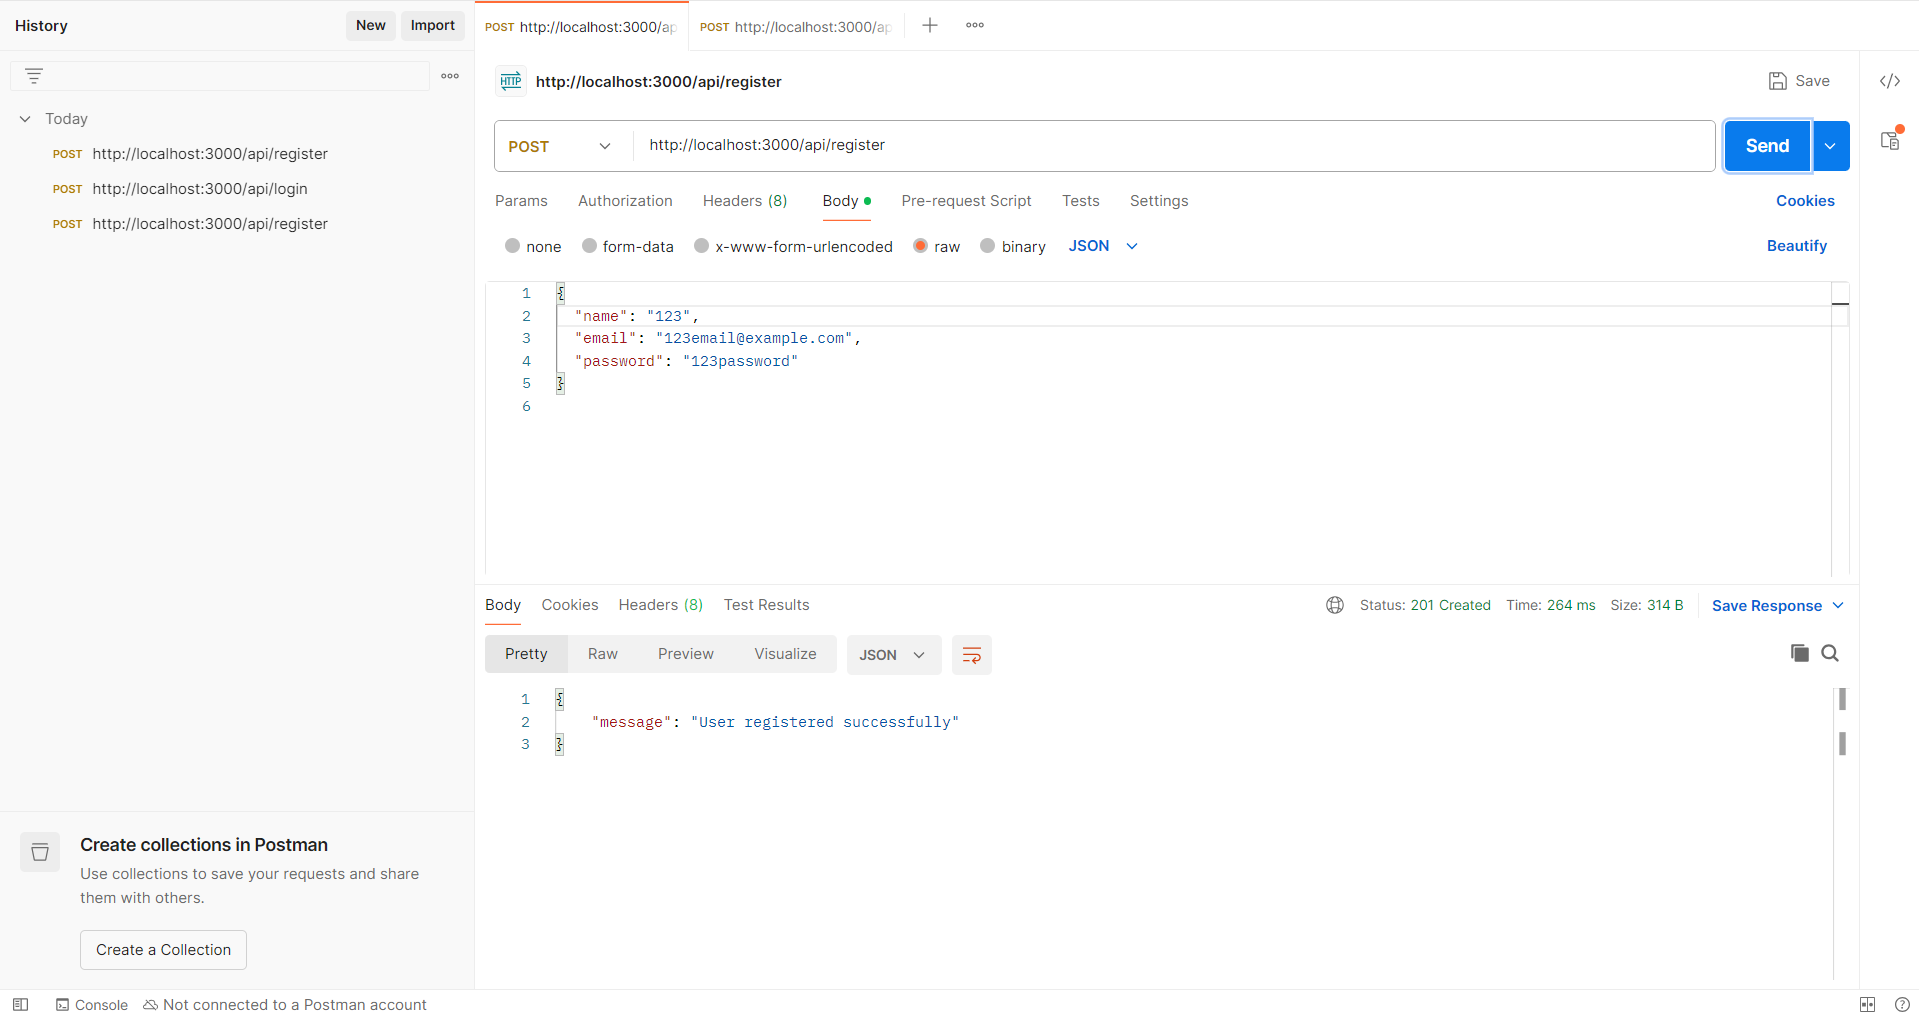 History
New
Import
Today
POST http://localhost:3000/api/register
POST http://localhost:3000/api/login
POST http://localhost:3000/api/register
Create collections in Postman
Use collections to save your requests and share
them with others.
Create a Collection
POST http://localhost:3000/ap
POST http://localhost:3000/ap
HTTP http://localhost:3000/api/register
Save
POST http://localhost:3000/api/register
Send
Params Authorization Headers (8) Body Pre-request Script Tests Settings Cookies
none form-data x-www-form-urlencoded raw binary JSON Beautify
1 {
2 "name": "123",
3 "email": "123email@example.com",
4 "password": "123password"
5 }
6
Body Cookies Headers (8) Test Results Status: 201 Created Time: 264 ms Size: 314 B Save Response
Pretty Raw Preview Visualize JSON
1 {
2 "message": "User registered successfully"
3 }
Console Not connected to a Postman account